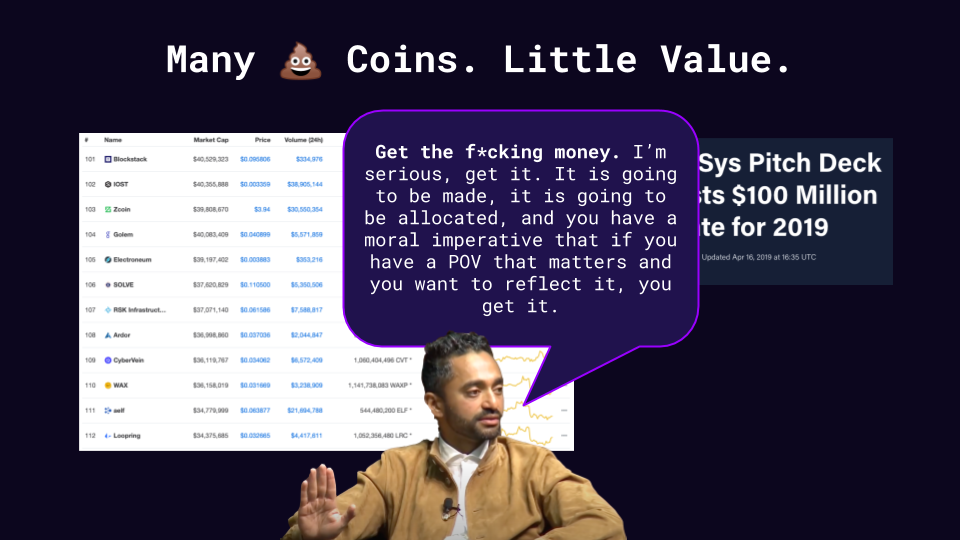 Many 💩 Coins. Little Value.
# Name Market Cap Price Volume (24h)
101 Blockstack $40,529,323 $0.095808 $334,976
102 IOST $40,355,888 $0.003359 $38,905,144
103 Zcoin $39,808,670 $3.94 $30,550,354
104 Golem $40,083,409 $0.040899 $5,571,859
105 Electroneum $39,197,402 $0.003883 $353,218
106 SOLVE $37,620,829 $0.110500 $5,350,506
107 RSK Infrastruct... $37,071,140 $0.061586 $7,588,817
108 Ardor $36,998,860 $0.037036 $2,044,847
109 CyberVein $36,119,767 $0.034062 $6,572,409 1,060,404,496 CVT *
110 WAX $36,158,019 $0.031669 $3,238,909 1,141,738,083 WAXP *
111 aelf $34,779,999 $0.063877 $21,694,788 544,480,200 ELF *
112 Loopring $34,375,685 $0.032665 $4,417,611 1,052,356,480 LRC *
Get the f*cking money. I’m
serious, get it. It is going
to be made, it is going to
be allocated, and you have a
moral imperative that if you
have a POV that matters and
you want to reflect it, you
get it.
Sys Pitch Deck
sts $100 Million
te for 2019
Updated Apr 16, 2019 at 16:35 UTC